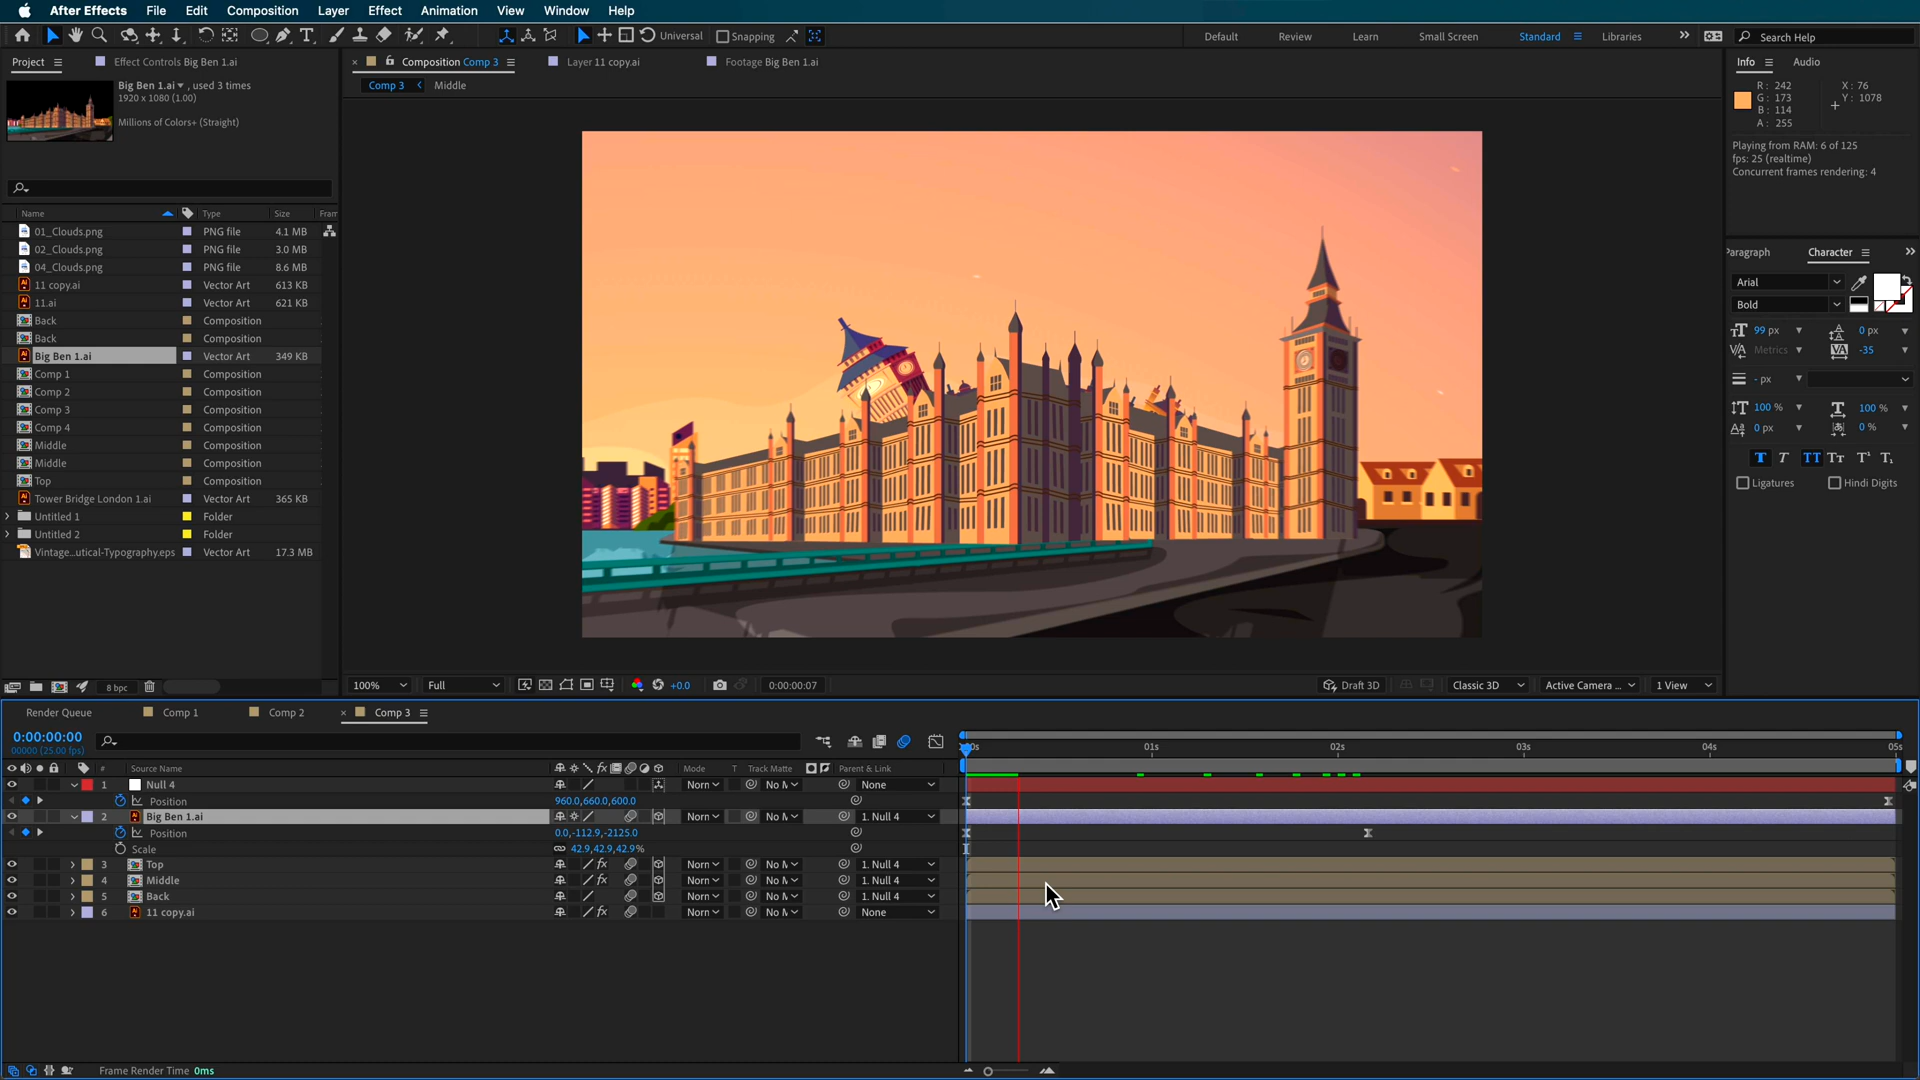 After Effects File Edit Composition Layer Effect Animation View Window Help
Universal Snapping Default Review Learn Small Screen Standard Libraries Search Help
Project Effect Controls Big Ben 1.ai
Composition Comp 3 Layer 11 copy.ai Footage Big Ben 1.ai
Info Audio
Comp 3 Middle
Big Ben 1.ai , used 3 times
1920 x 1080 (1.00)
Millions of Colors+ (Straight)
R: 242 X: 76
G: 173 Y: 1078
B: 114
A: 255
Playing from RAM: 6 of 125
fps: 25 (realtime)
Concurrent frames rendering: 4
Name Type Size Fram
01_Clouds.png PNG file 4.1 MB
02_Clouds.png PNG file 3.0 MB
04_Clouds.png PNG file 8.6 MB
11 copy.ai Vector Art 613 KB
11.ai Vector Art 621 KB
Back Composition
Back Composition
Big Ben 1.ai Vector Art 349 KB
Comp 1 Composition
Comp 2 Composition
Comp 3 Composition
Comp 4 Composition
Middle Composition
Middle Composition
Top Composition
Tower Bridge London 1.ai Vector Art 365 KB
Untitled 1 Folder
Untitled 2 Folder
Vintage...utical-Typography.eps Vector Art 17.3 MB
8 bpc
Paragraph Character
Arial
Bold
99 px 0 px
Metrics -35
- px
100 % 100 %
0 px 0 %
T T TT Tт T¹ T₁
Ligatures Hindi Digits
100% Full +0.0 0:00:00:07 Draft 3D Classic 3D Active Camera ... 1 View
Render Queue Comp 1 Comp 2 Comp 3
0:00:00:00
00000 (25.00 fps)
00s 01s 02s 03s 04s 05s
# Source Name fx Mode T Track Matte Parent & Link
1 Null 4 Norn No M None
Position 960.0,660.0,600.0
2 Big Ben 1.ai Norn No M 1. Null 4
Position 0.0,-112.9,-2125.0
Scale 42.9,42.9,42.9%
3 Top fx Norn No M 1. Null 4
4 Middle fx Norn No M 1. Null 4
5 Back Norn No M 1. Null 4
6 11 copy.ai fx Norn No M None
Frame Render Time 0ms